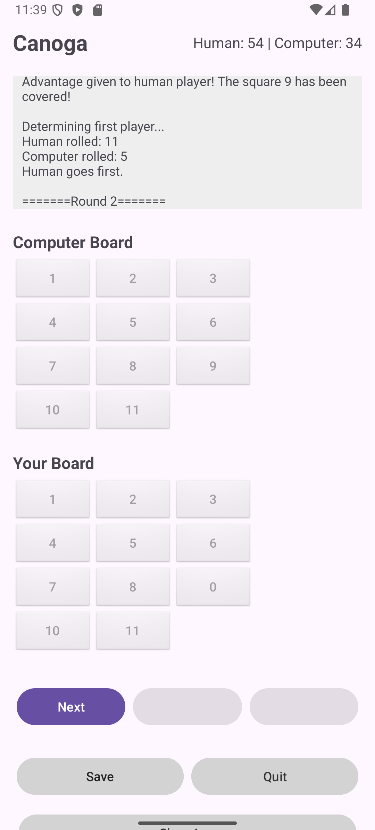 11:39
Canoga
Human: 54 | Computer: 34
Advantage given to human player! The square 9 has been
covered!
Determining first player...
Human rolled: 11
Computer rolled: 5
Human goes first.
=======Round 2=======
Computer Board
1 2 3
4 5 6
7 8 9
10 11
Your Board
1 2 3
4 5 6
7 8 0
10 11
Next
Save Quit